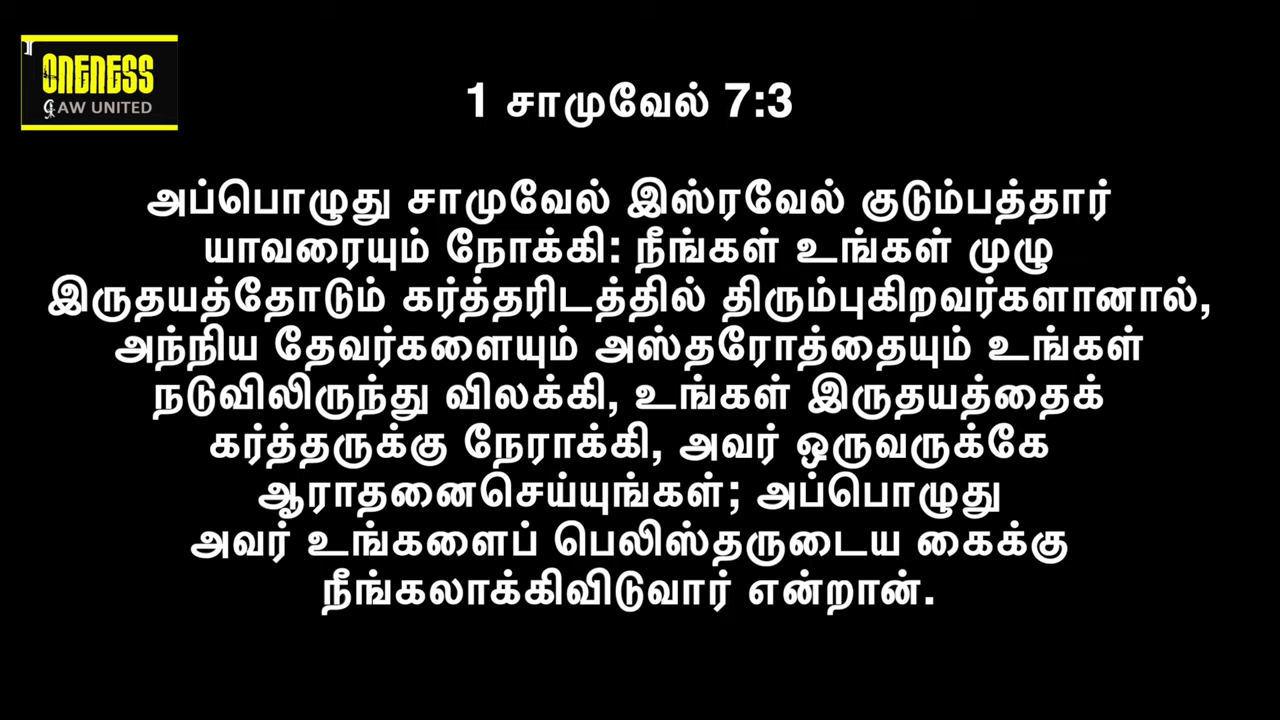 ONENESS
LAW UNITED
1 சாமுவேல் 7:3
அப்பொழுது சாமுவேல் இஸ்ரவேல் குடும்பத்தார்
யாவரையும் நோக்கி: நீங்கள் உங்கள் முழு
இருதயத்தோடும் கர்த்தரிடத்தில் திரும்புகிறவர்களானால்,
அந்நிய தேவர்களையும் அஸ்தரோத்தையும் உங்கள்
நடுவிலிருந்து விலக்கி, உங்கள் இருதயத்தைக்
கர்த்தருக்கு நேராக்கி, அவர் ஒருவருக்கே
ஆராதனைசெய்யுங்கள்; அப்பொழுது
அவர் உங்களைப் பெலிஸ்தருடைய கைக்கு
நீங்கலாக்கிவிடுவார் என்றான்.